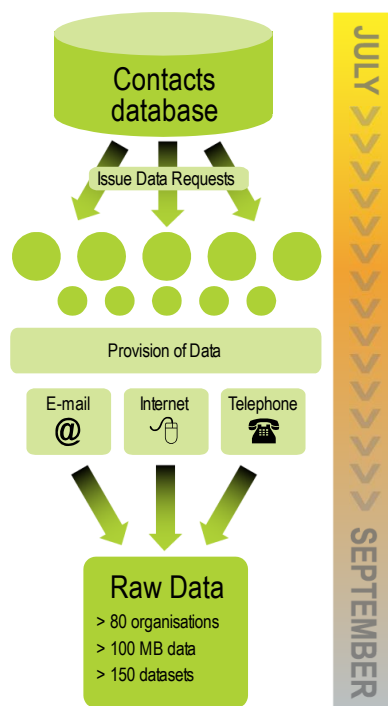 Contacts
database
Issue Data Requests
Provision of Data
E-mail
@
Internet
Telephone
Raw Data
> 80 organisations
> 100 MB data
> 150 datasets
JULY > > > > > > > > > > > > > > > SEPTEMBER